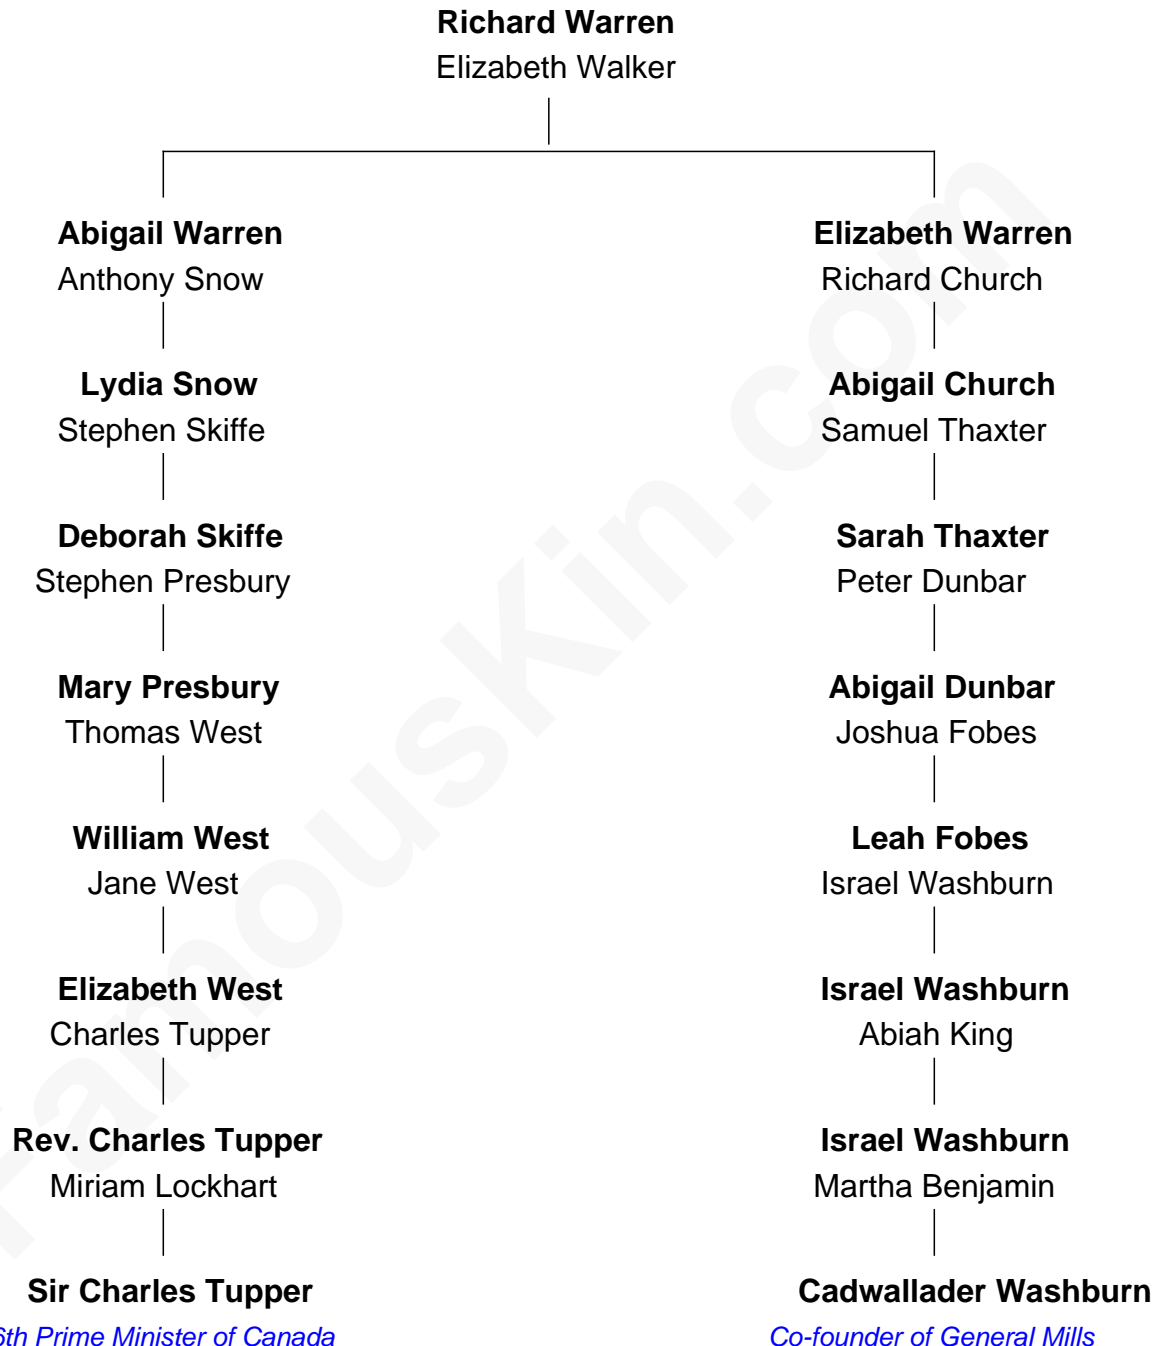 Richard Warren
Elizabeth Walker
Abigail Warren
Anthony Snow
Elizabeth Warren
Richard Church
Lydia Snow
Stephen Skiffe
Abigail Church
Samuel Thaxter
Deborah Skiffe
Stephen Presbury
Sarah Thaxter
Peter Dunbar
Mary Presbury
Thomas West
Abigail Dunbar
Joshua Fobes
William West
Jane West
Leah Fobes
Israel Washburn
Elizabeth West
Charles Tupper
Israel Washburn
Abiah King
Rev. Charles Tupper
Miriam Lockhart
Israel Washburn
Martha Benjamin
Sir Charles Tupper
6th Prime Minister of Canada
Cadwallader Washburn
Co-founder of General Mills
FamousKin.com